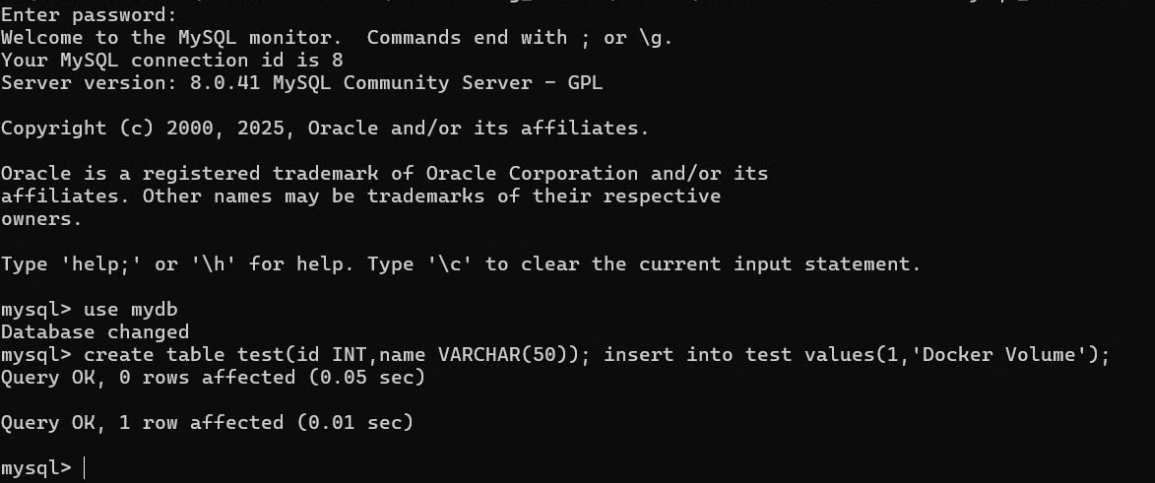 Enter password:
Welcome to the MySQL monitor.  Commands end with ; or \g.
Your MySQL connection id is 8
Server version: 8.0.41 MySQL Community Server - GPL
Copyright (c) 2000, 2025, Oracle and/or its affiliates.
Oracle is a registered trademark of Oracle Corporation and/or its
affiliates. Other names may be trademarks of their respective
owners.
Type 'help;' or '\h' for help. Type '\c' to clear the current input statement.
mysql> use mydb
Database changed
mysql> create table test(id INT,name VARCHAR(50)); insert into test values(1,'Docker Volume');
Query OK, 0 rows affected (0.05 sec)
Query OK, 1 row affected (0.01 sec)
mysql>